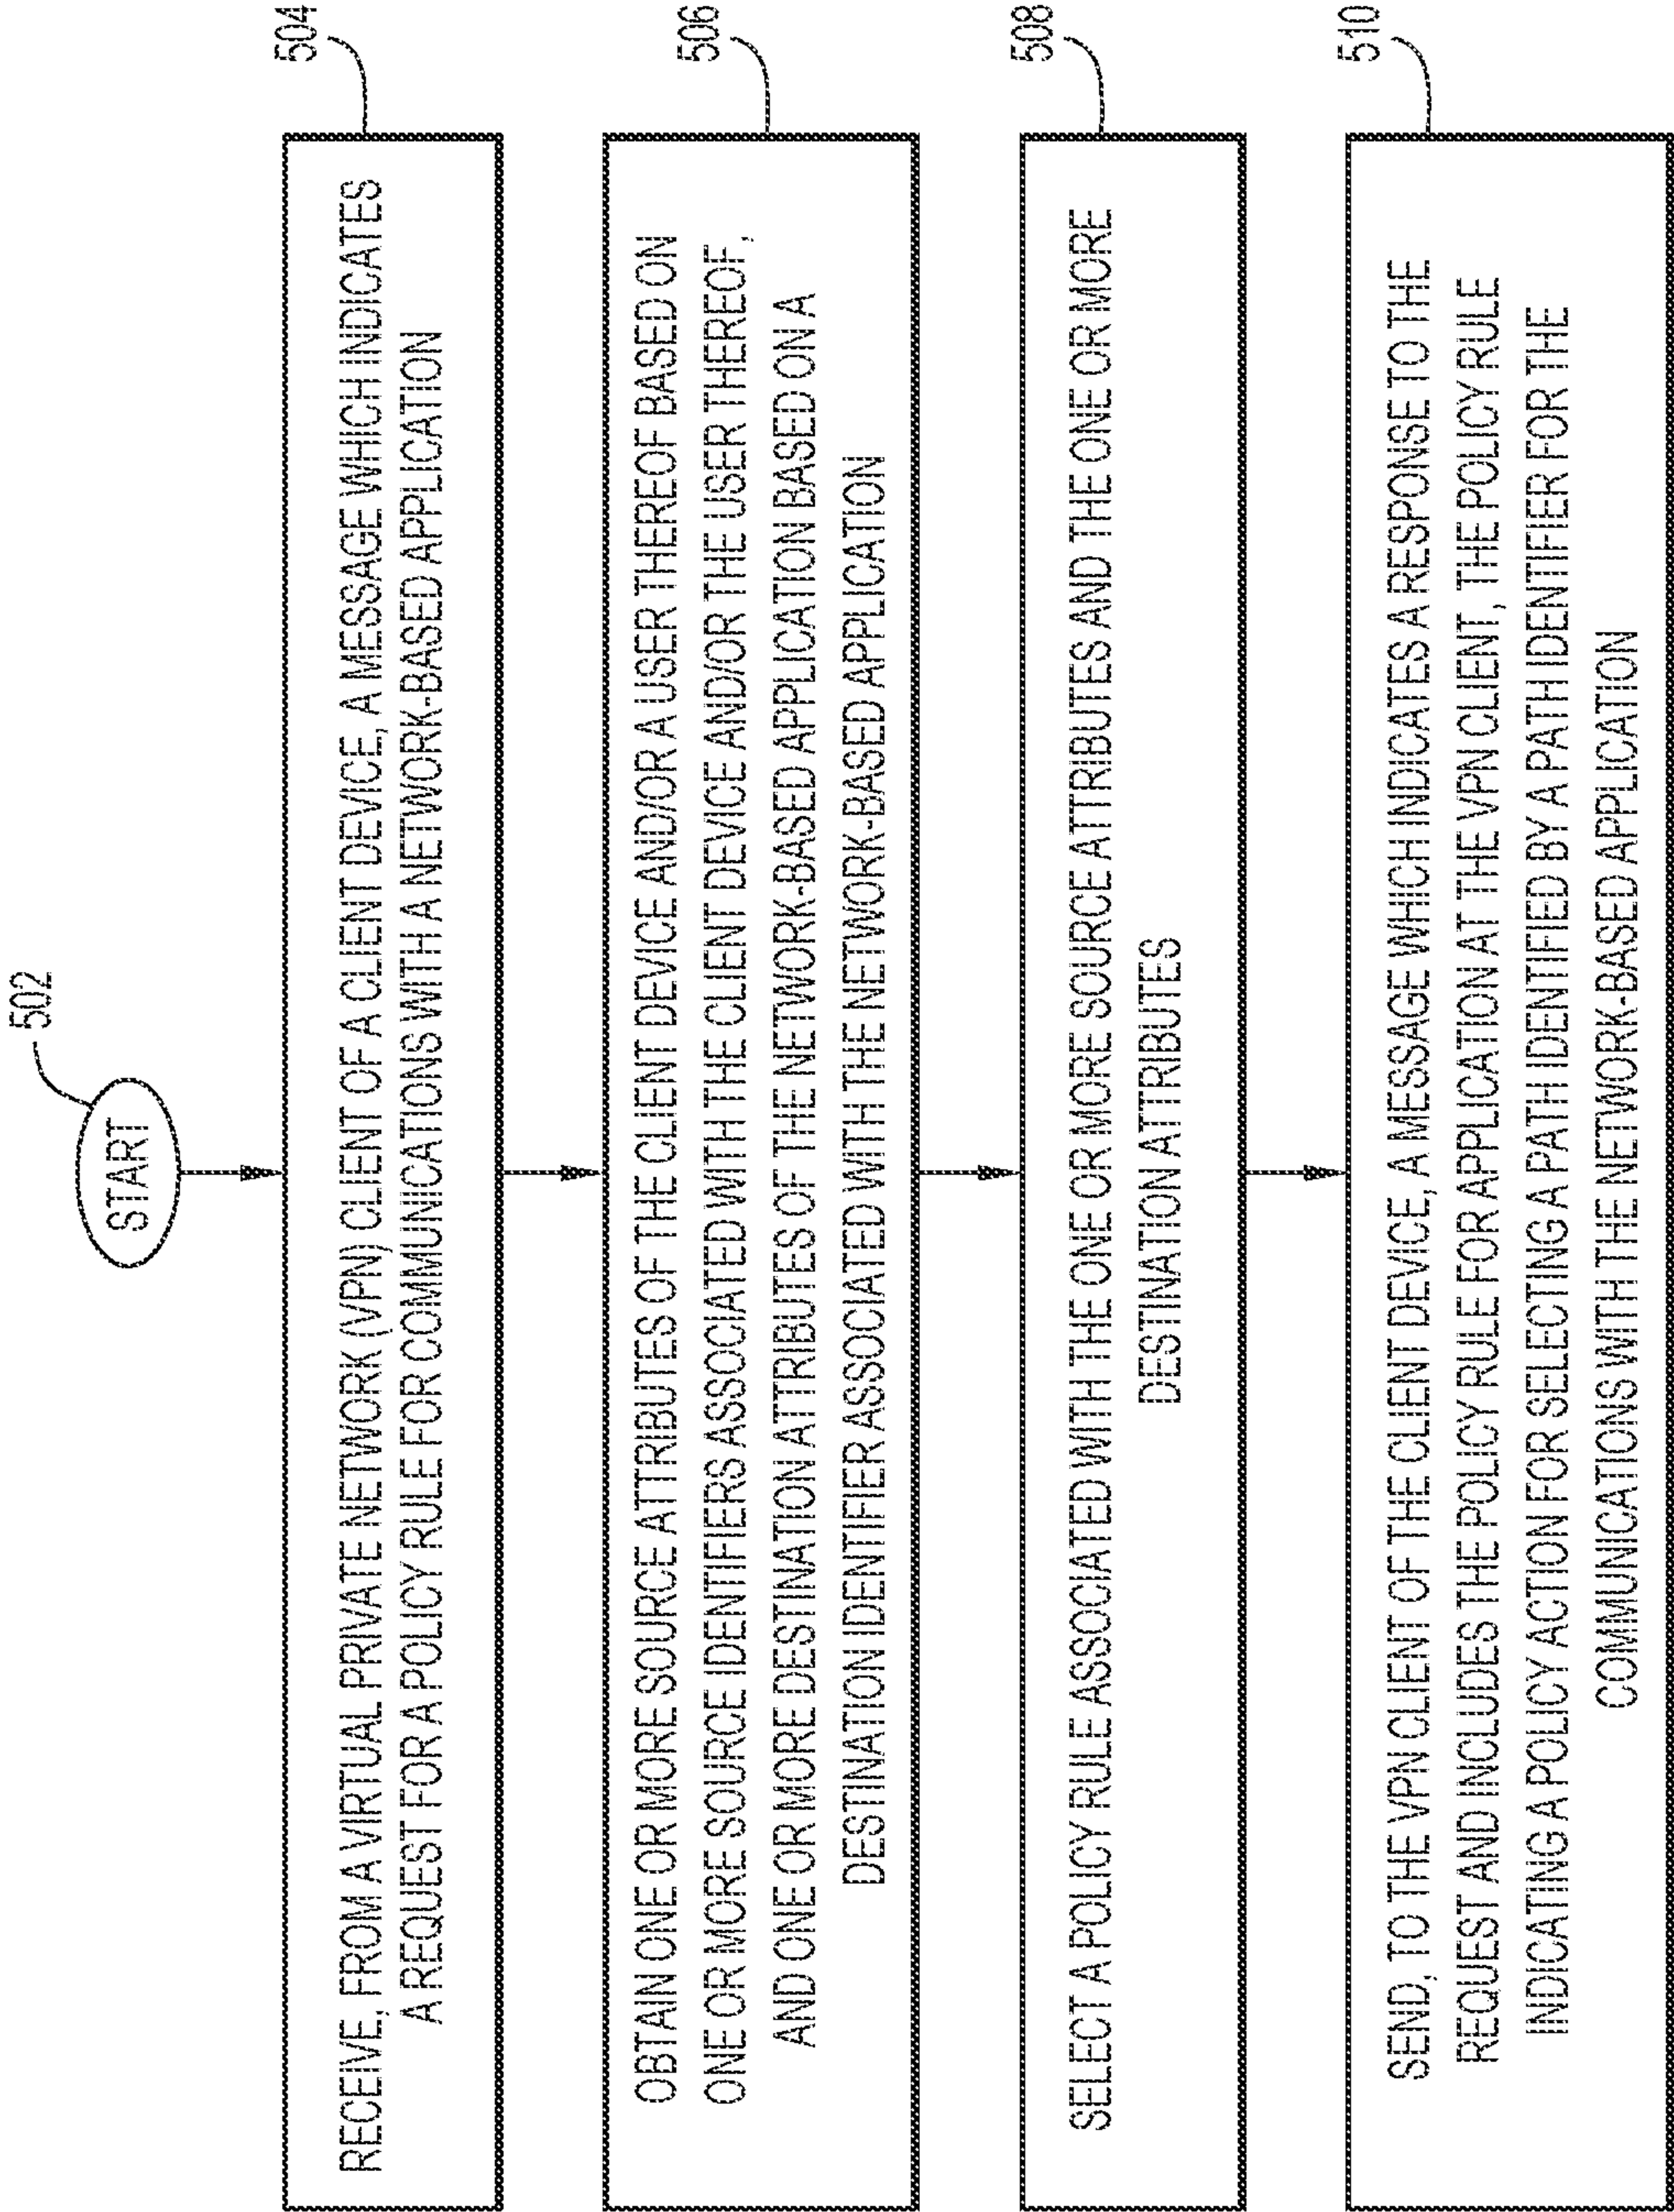 502
START
504
RECEIVE, FROM A VIRTUAL PRIVATE NETWORK (VPN) CLIENT OF A CLIENT DEVICE, A MESSAGE WHICH INDICATES
A REQUEST FOR A POLICY RULE FOR COMMUNICATIONS WITH A NETWORK-BASED APPLICATION
506
OBTAIN ONE OR MORE SOURCE ATTRIBUTES OF THE CLIENT DEVICE AND/OR A USER THEREOF BASED ON
ONE OR MORE SOURCE IDENTIFIERS ASSOCIATED WITH THE CLIENT DEVICE AND/OR THE USER THEREOF,
AND ONE OR MORE DESTINATION ATTRIBUTES OF THE NETWORK-BASED APPLICATION BASED ON A
DESTINATION IDENTIFIER ASSOCIATED WITH THE NETWORK-BASED APPLICATION
508
SELECT A POLICY RULE ASSOCIATED WITH THE ONE OR MORE SOURCE ATTRIBUTES AND THE ONE OR MORE
DESTINATION ATTRIBUTES
510
SEND, TO THE VPN CLIENT OF THE CLIENT DEVICE, A MESSAGE WHICH INDICATES A RESPONSE TO THE
REQUEST AND INCLUDES THE POLICY RULE FOR APPLICATION AT THE VPN CLIENT, THE POLICY RULE
INDICATING A POLICY ACTION FOR SELECTING A PATH IDENTIFIED BY A PATH IDENTIFIER FOR THE
COMMUNICATIONS WITH THE NETWORK-BASED APPLICATION